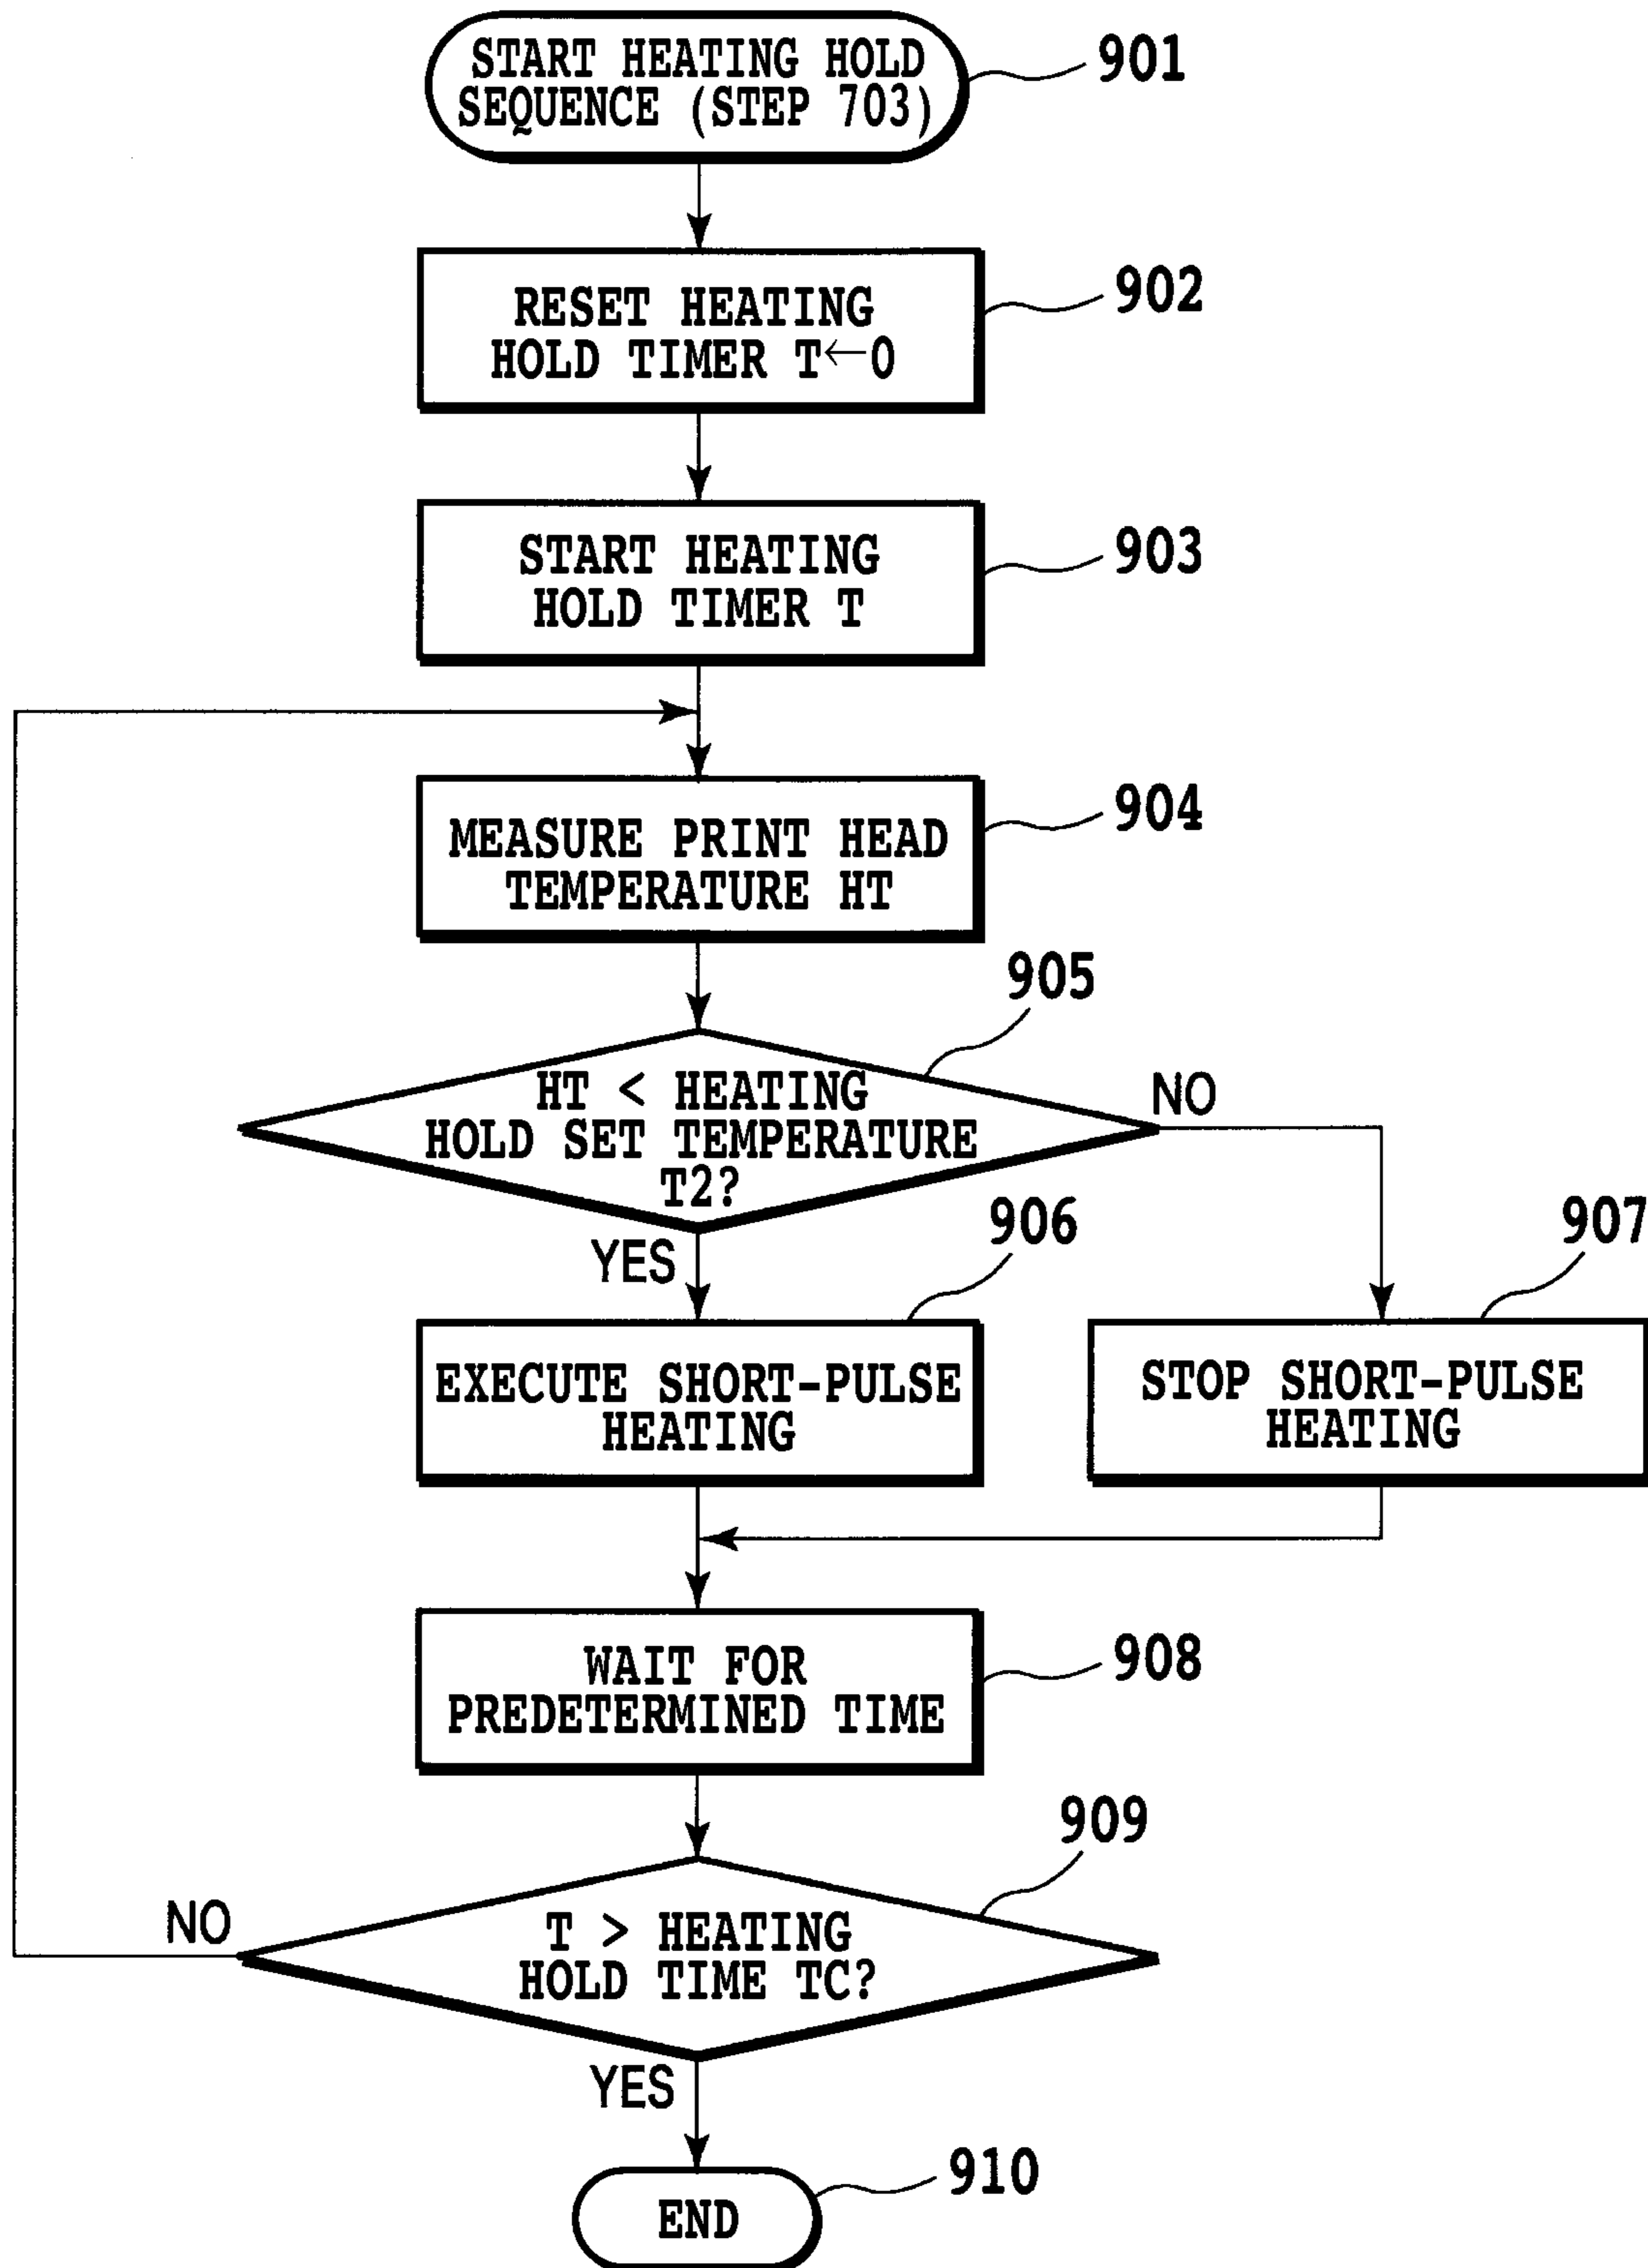 START HEATING HOLD
SEQUENCE (STEP 703)
901
RESET HEATING
HOLD TIMER T←0
902
START HEATING
HOLD TIMER T
903
MEASURE PRINT HEAD
TEMPERATURE HT
904
905
HT < HEATING
HOLD SET TEMPERATURE
T2?
NO
YES
906
907
EXECUTE SHORT-PULSE
HEATING
STOP SHORT-PULSE
HEATING
WAIT FOR
PREDETERMINED TIME
908
909
NO
T > HEATING
HOLD TIME TC?
YES
910
END